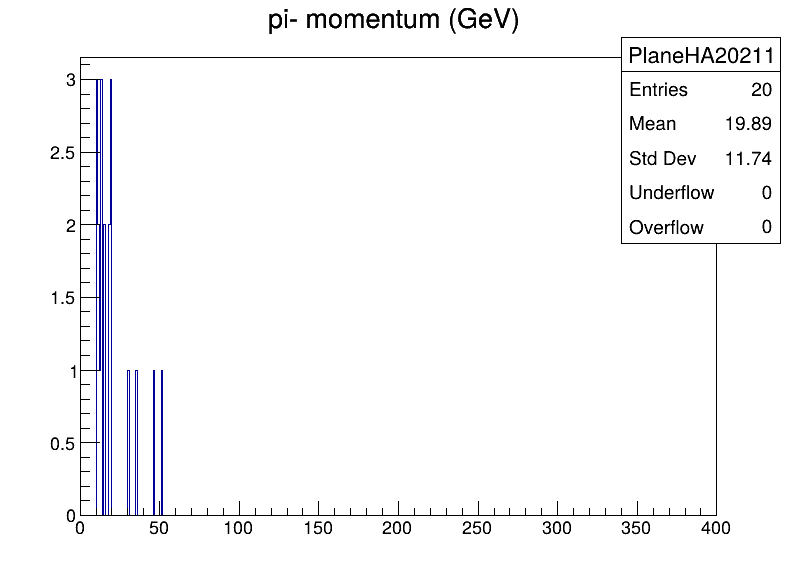 pi- momentum (GeV)
PlaneHA20211
Entries 20
Mean 19.89
Std Dev 11.74
Underflow 0
Overflow 0
3
2.5
2
1.5
1
0.5
0
0 50 100 150 200 250 300 350 400